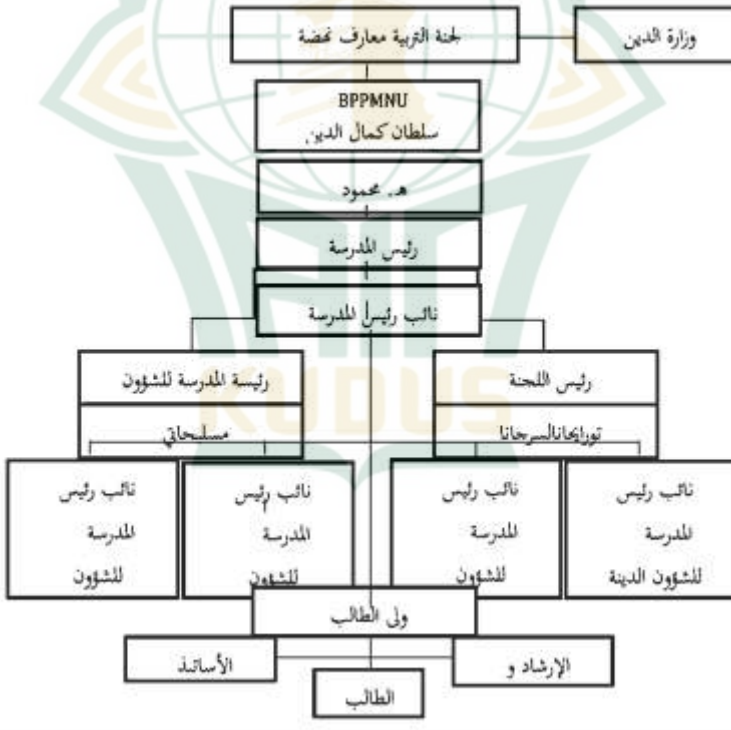 وزارة الدين
لجنة التربية معارف نهضة
BPPMNU
سلطان كمال الدين
هـ. محمود
رئيس المدرسة
نائب رئيس المدرسة
رئيس اللجنة
رئيسة المدرسة للشؤون
نائب رئيس
المدرسة
للشؤون الدينة
نائب رئيس
المدرسة
للشؤون
نائب رئيس
المدرسة
للشؤون
نائب رئيس
المدرسة
للشؤون
ولى الطالب
الإرشاد و
الأساتذ
الطالب
KUDUS